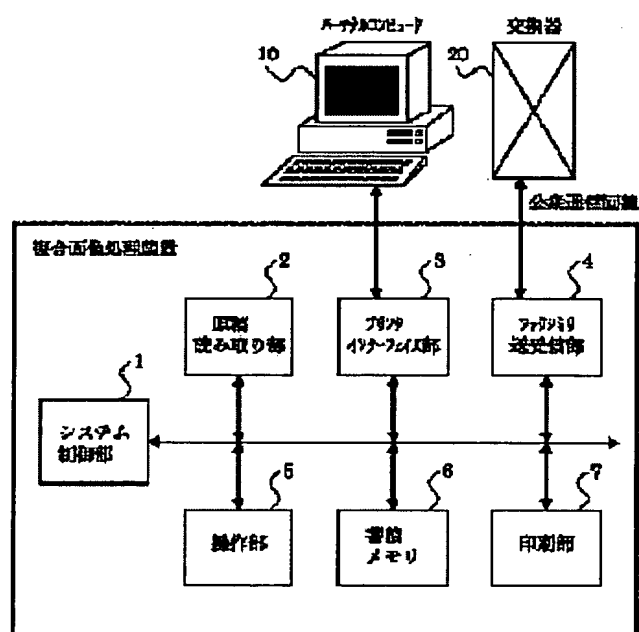 パーソナルコンピュータ
交換器
10
20
公衆通信回線
複合画像処理装置
2
3
4
原稿
読み取り部
プリンタ
インターフェイス部
ファクシミリ
送受信部
1
システム
制御部
5
6
7
操作部
蓄積
メモリ
印刷部